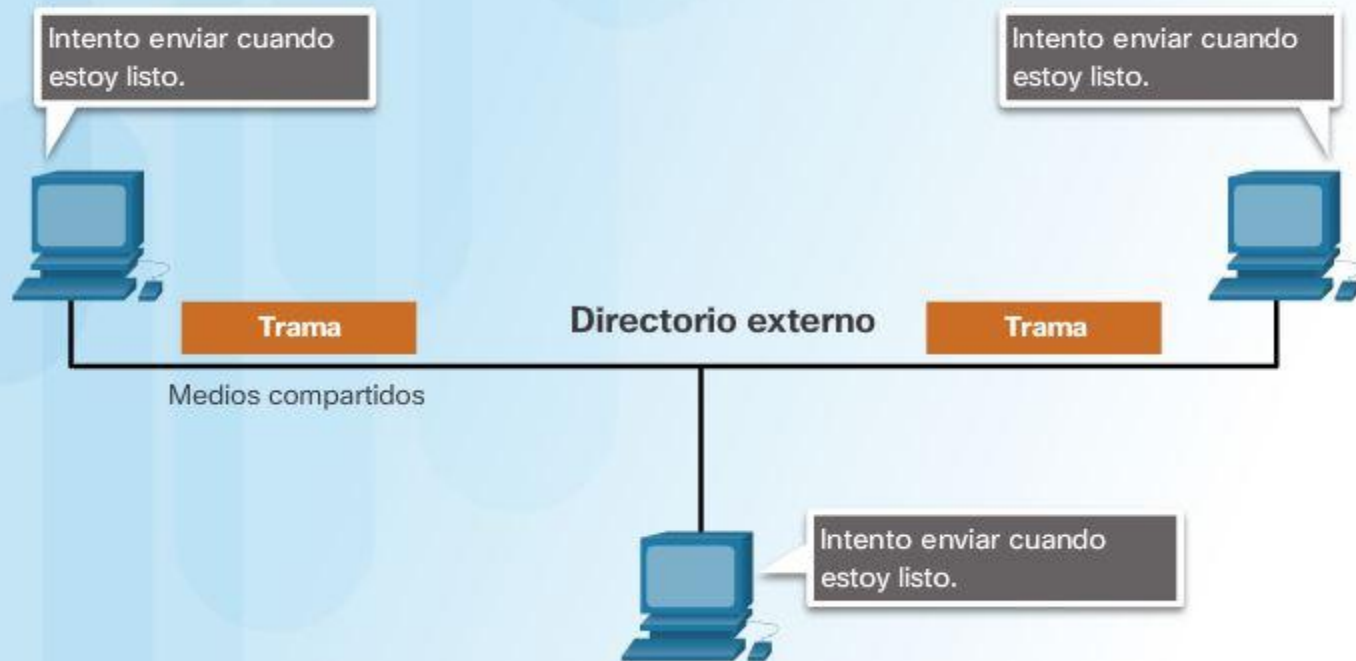 Intento enviar cuando
estoy listo.
Intento enviar cuando
estoy listo.
Trama
Directorio externo
Trama
Medios compartidos
Intento enviar cuando
estoy listo.